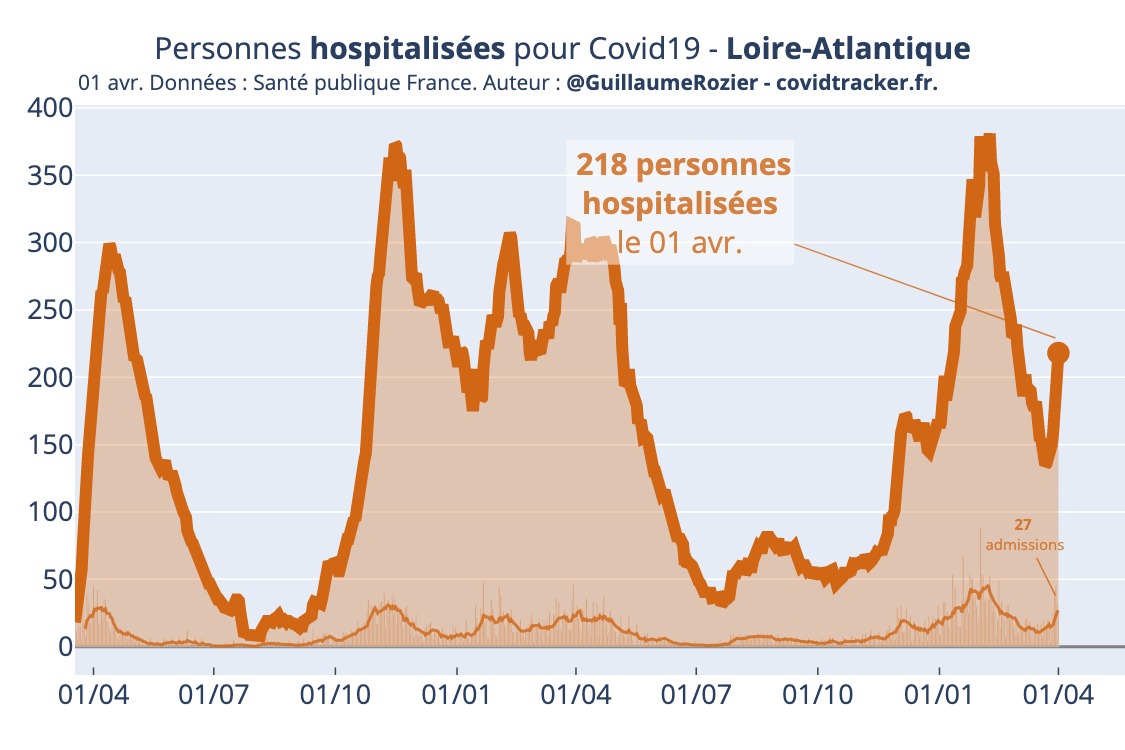 Personnes hospitalisées pour Covid19 - Loire-Atlantique
01 avr. Données : Santé publique France. Auteur : @GuillaumeRozier - covidtracker.fr.
400
350
300
250
200
150
100
50
0
218 personnes
hospitalisées
le 01 avr.
27
admissions
01/04 01/07 01/10 01/01 01/04 01/07 01/10 01/01 01/04